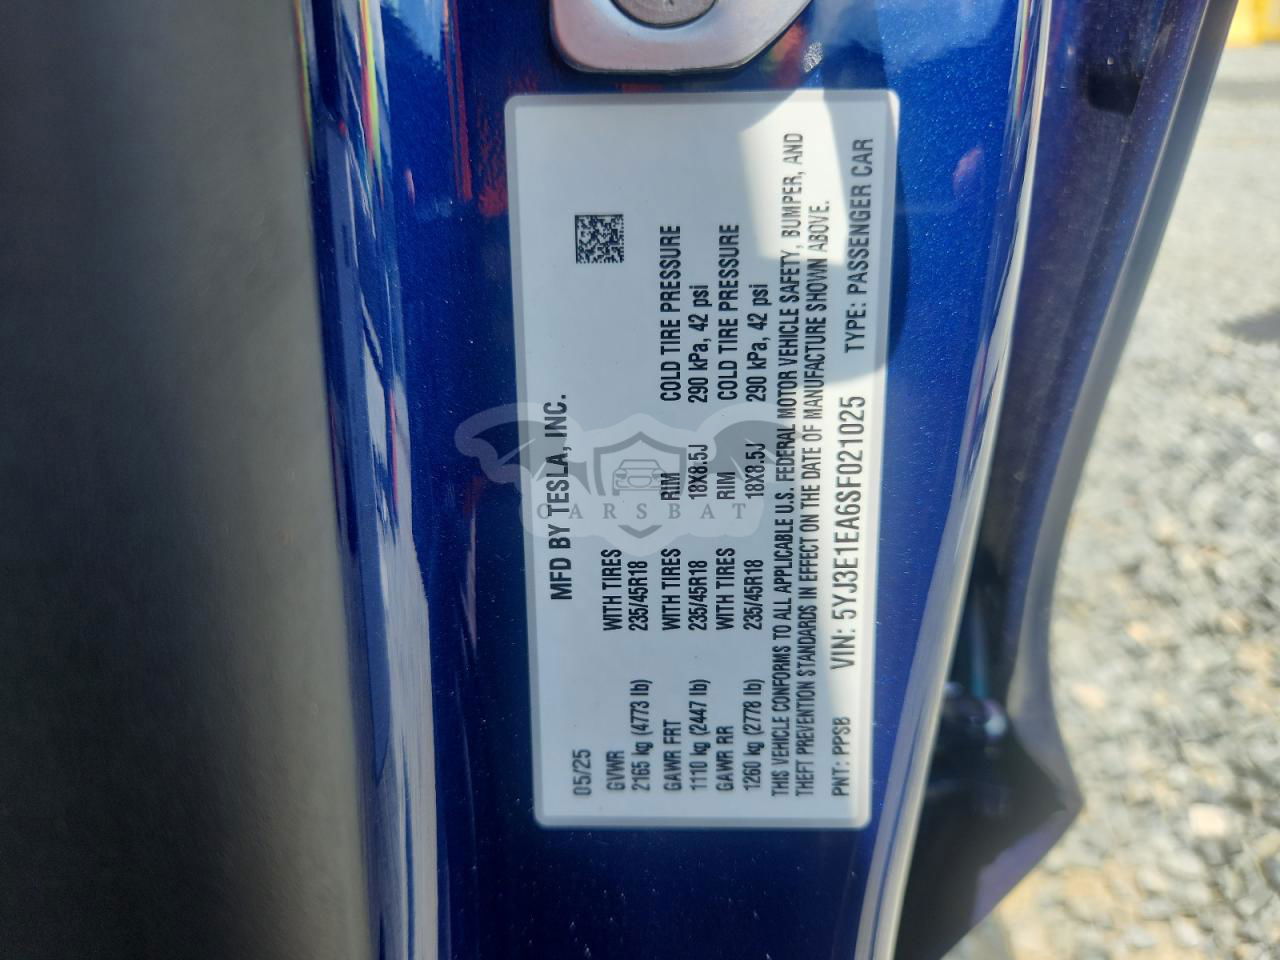 MFD BY TESLA, INC.
05/25
GVWR WITH TIRES
2165 kg (4773 lb) 235/45R18
GAWR FRT WITH TIRES RIM COLD TIRE PRESSURE
1110 kg (2447 lb) 235/45R18 18X8.5J 290 kPa, 42 psi
GAWR RR WITH TIRES RIM COLD TIRE PRESSURE
1260 kg (2778 lb) 235/45R18 18X8.5J 290 kPa, 42 psi
THIS VEHICLE CONFORMS TO ALL APPLICABLE U.S. FEDERAL MOTOR VEHICLE SAFETY, BUMPER, AND
THEFT PREVENTION STANDARDS IN EFFECT ON THE DATE OF MANUFACTURE SHOWN ABOVE.
PNT: PPSB VIN: 5YJ3E1EA6SF021025 TYPE: PASSENGER CAR
CARSBAT